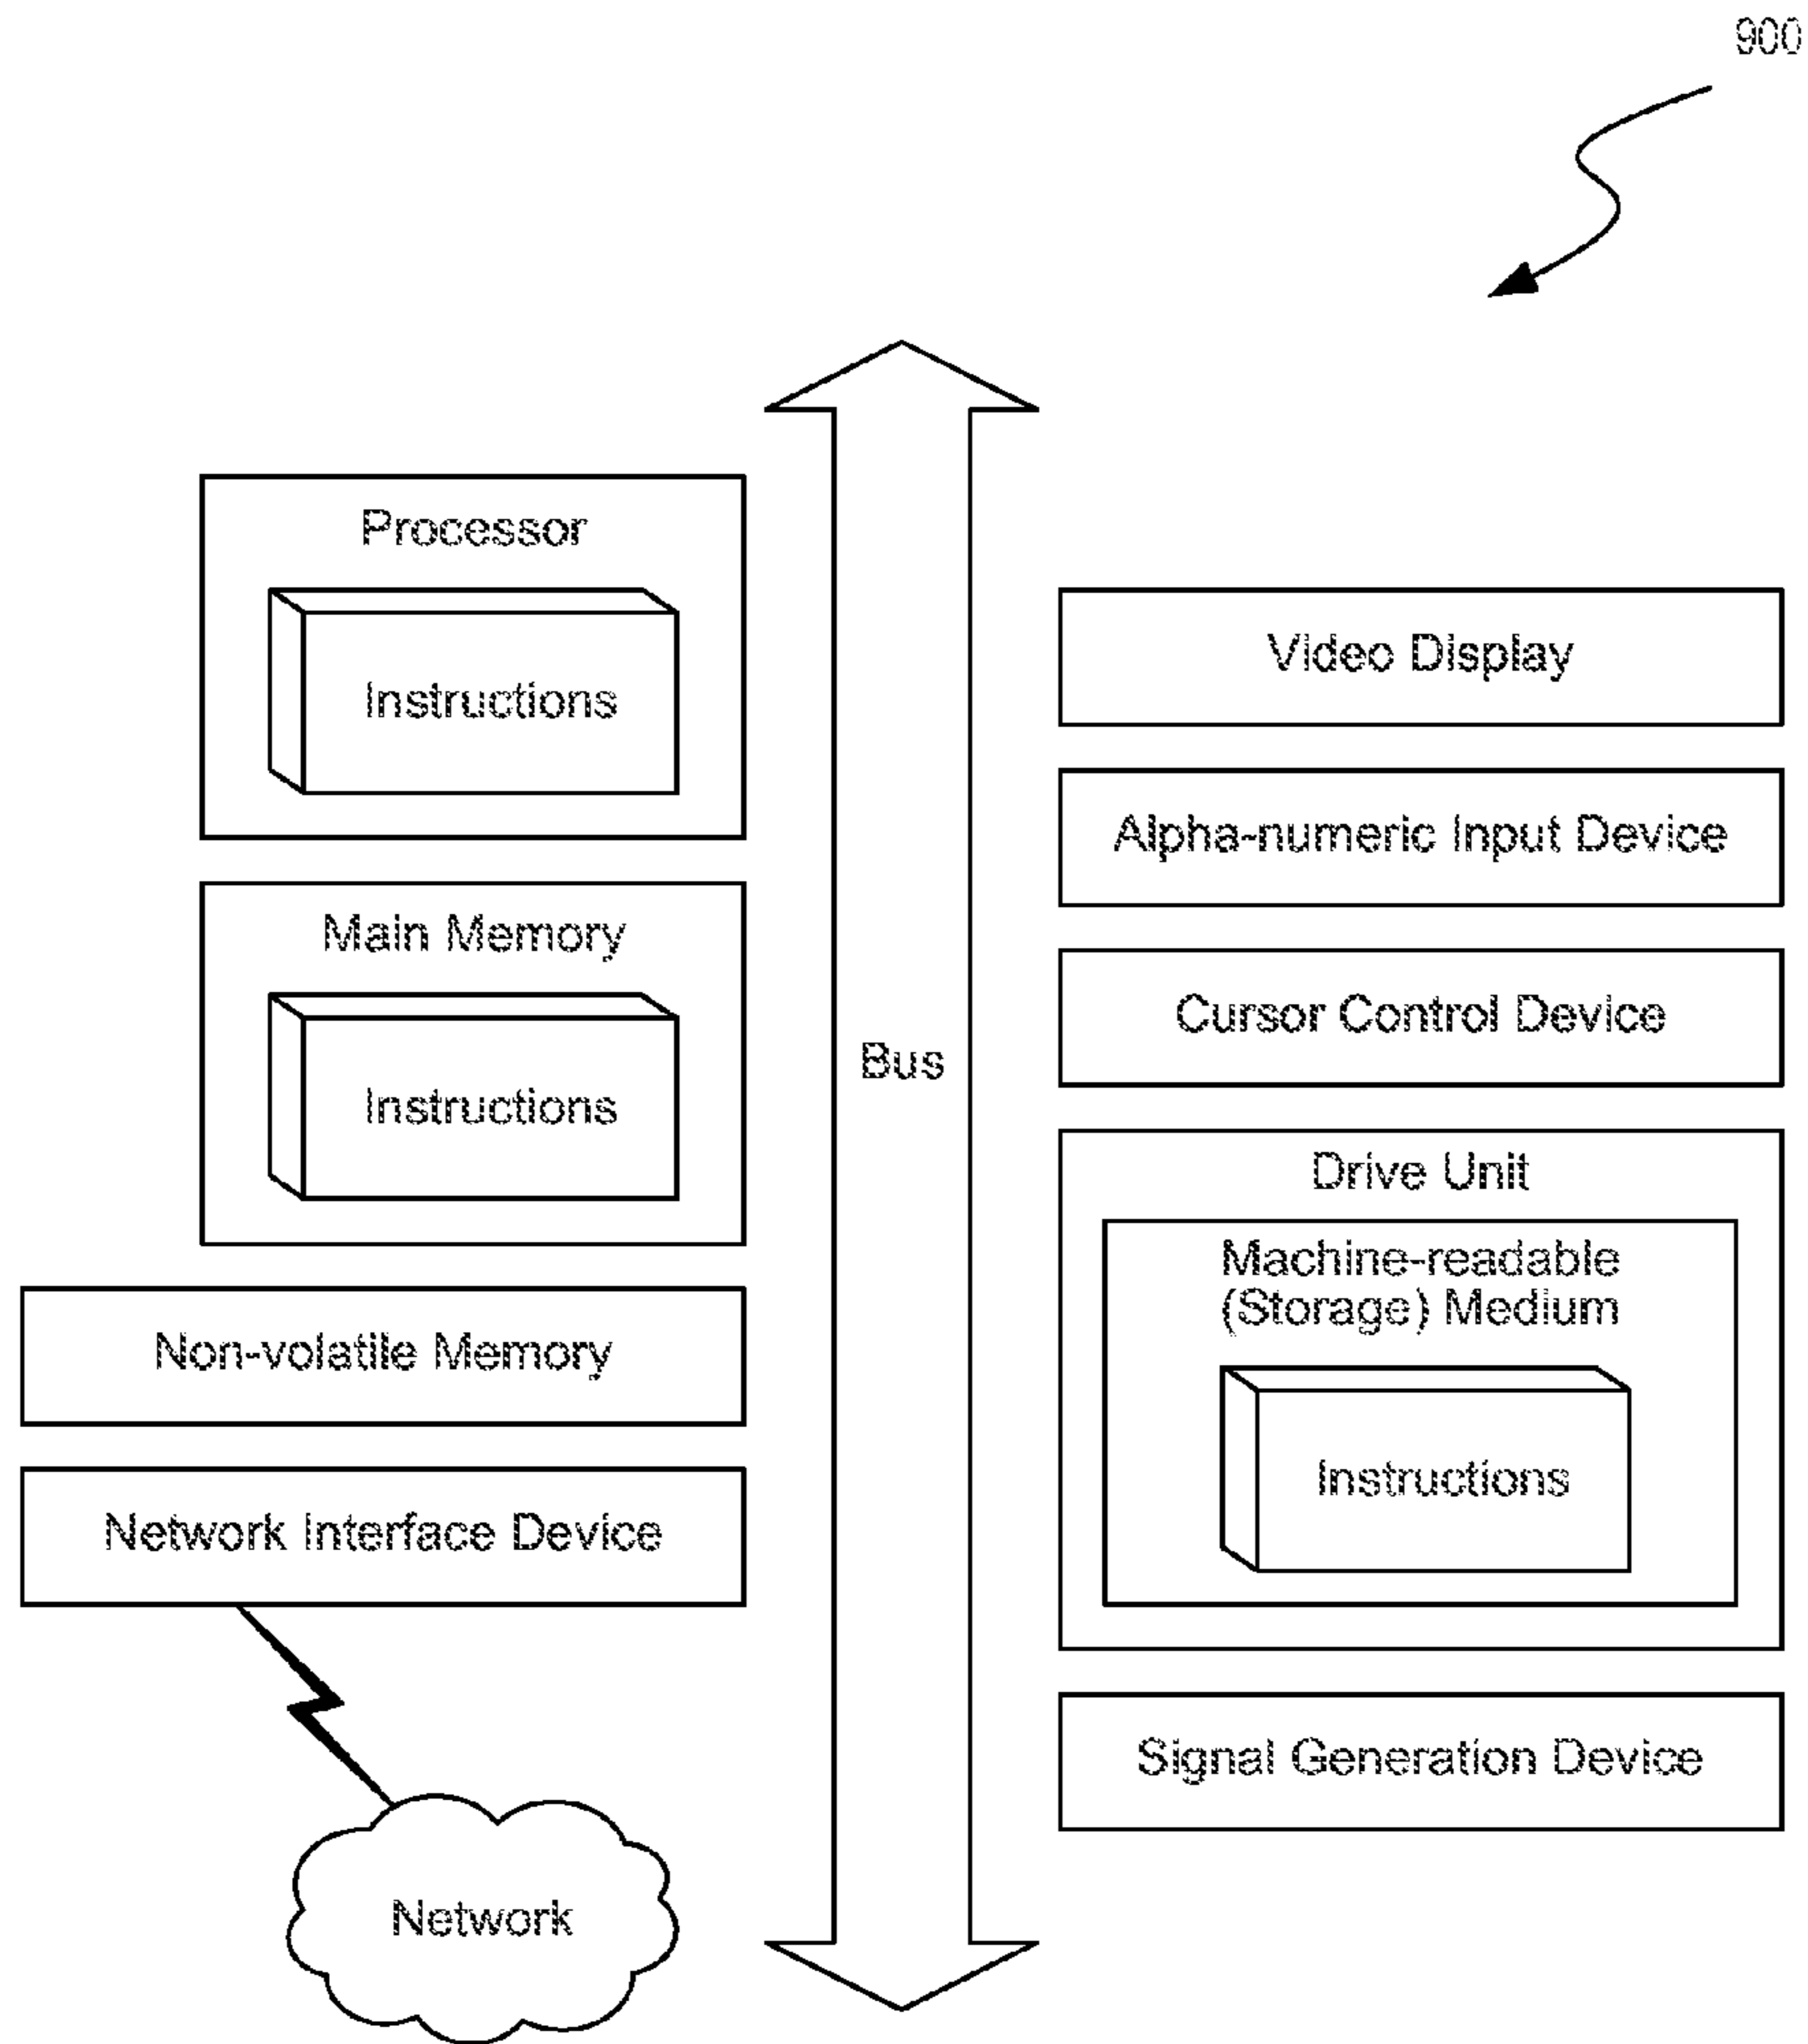 900
Processor
Instructions
Main Memory
Instructions
Non-volatile Memory
Network Interface Device
Network
Bus
Video Display
Alpha-numeric Input Device
Cursor Control Device
Drive Unit
Machine-readable
(Storage) Medium
Instructions
Signal Generation Device